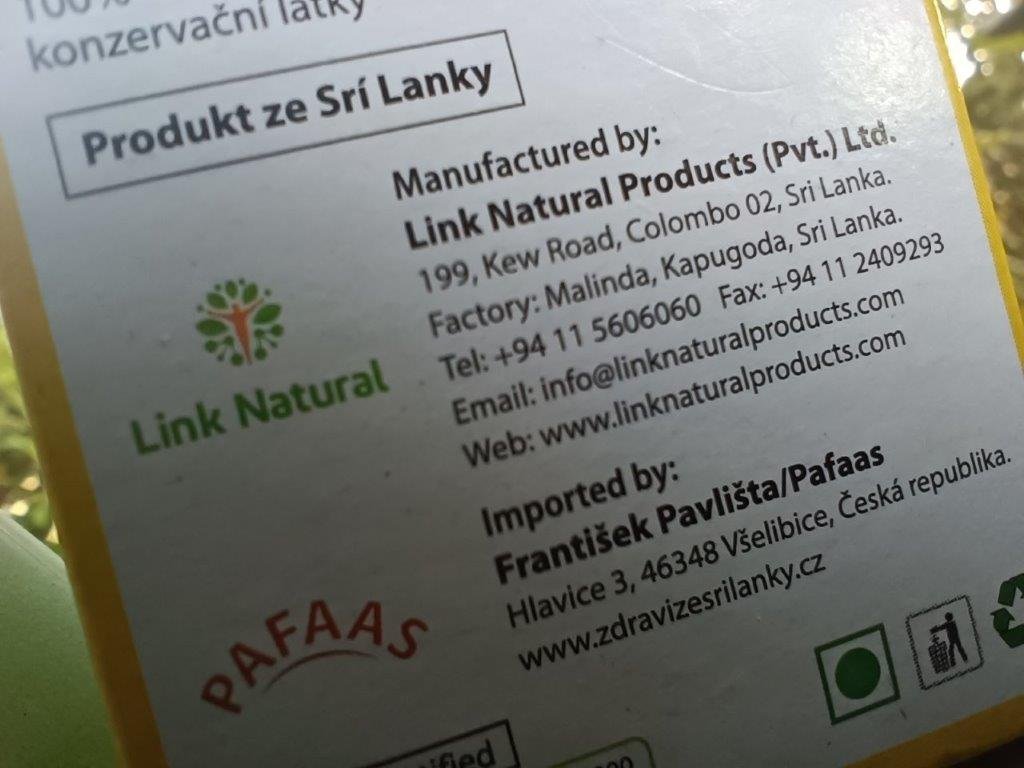 100%
konzervační látky
Produkt ze Srí Lanky
Manufactured by:
Link Natural Products (Pvt.) Ltd.
199, Kew Road, Colombo 02, Sri Lanka.
Factory: Malinda, Kapugoda, Sri Lanka.
Tel: +94 11 5606060 Fax: +94 11 2409293
Email: info@linknaturalproducts.com
Web: www.linknaturalproducts.com
Link Natural
Imported by:
František Pavlišta/Pafaas
Hlavice 3, 46348 Všelibice, Česká republika.
www.zdravizesrilanky.cz
PAFAAS